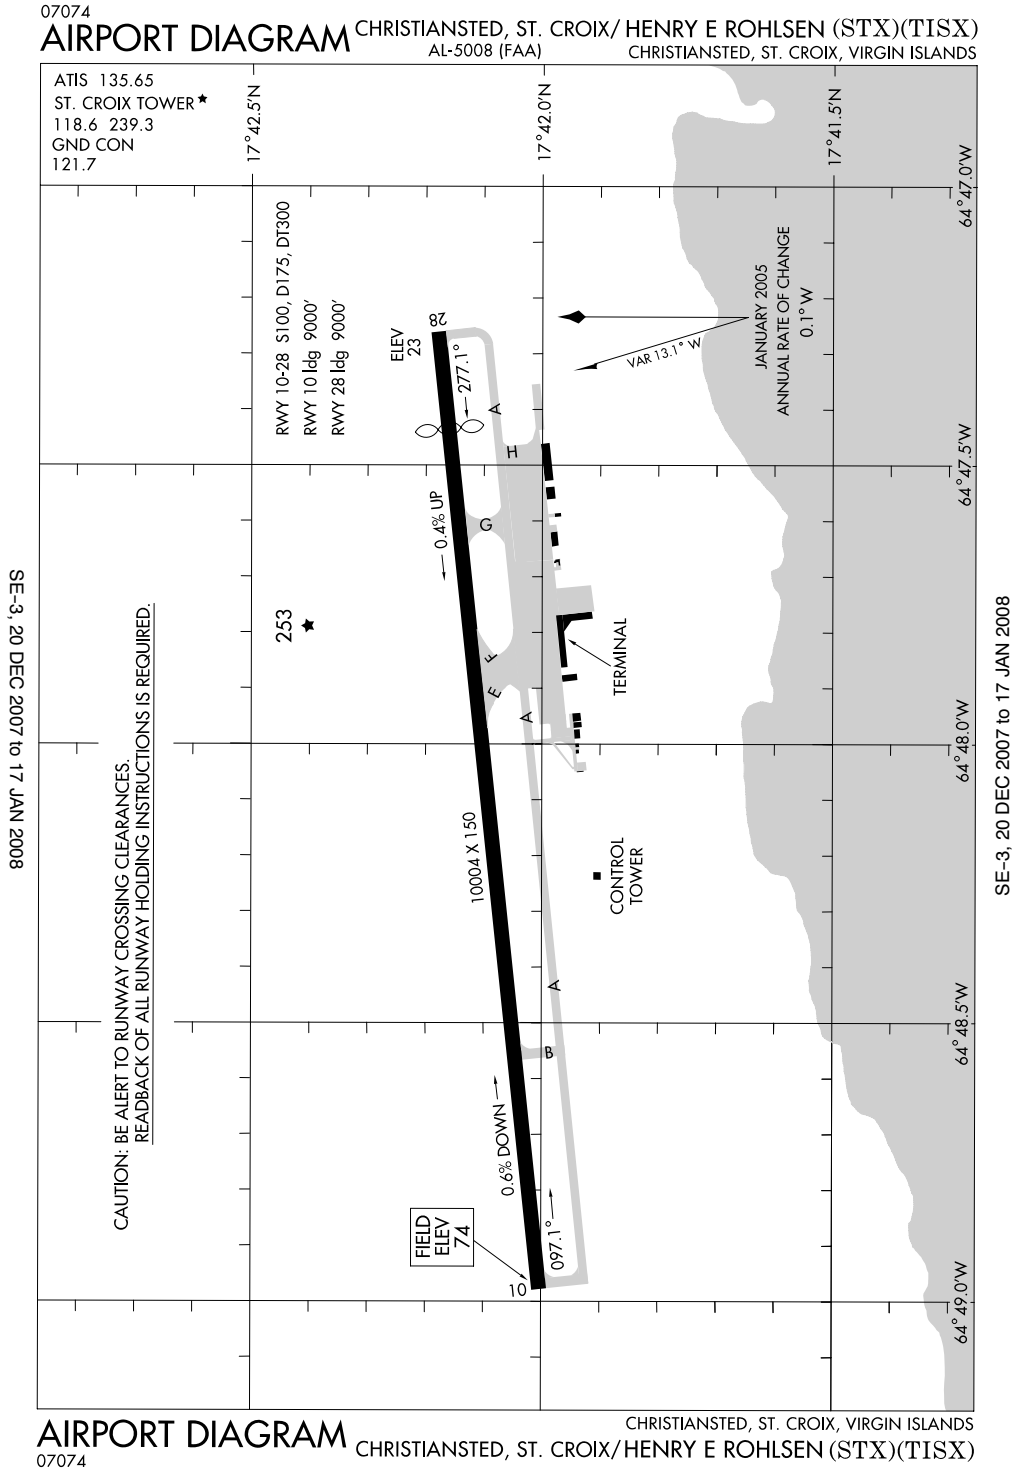 07074
AIRPORT DIAGRAM
CHRISTIANSTED, ST. CROIX/ HENRY E ROHLSEN (STX)(TISX)
AL-5008 (FAA)
CHRISTIANSTED, ST. CROIX, VIRGIN ISLANDS
ATIS 135.65
ST. CROIX TOWER★
118.6 239.3
GND CON
121.7
17°42.5'N
17°42.0'N
17°41.5'N
64°47.0'W
RWY 10-28 S100, D175, DT300
RWY 10 ldg 9000'
RWY 28 ldg 9000'
ELEV
23
28
277.1°
A
H
G
0.4% UP
VAR 13.1° W
JANUARY 2005
ANNUAL RATE OF CHANGE
0.1° W
64°47.5'W
253
F
E
A
TERMINAL
64°48.0'W
CAUTION: BE ALERT TO RUNWAY CROSSING CLEARANCES.
READBACK OF ALL RUNWAY HOLDING INSTRUCTIONS IS REQUIRED.
10004 X 150
CONTROL
TOWER
A
B
64°48.5'W
0.6% DOWN
FIELD
ELEV
74
097.1°
10
64°49.0'W
SE-3, 20 DEC 2007 to 17 JAN 2008
SE-3, 20 DEC 2007 to 17 JAN 2008
AIRPORT DIAGRAM
07074
CHRISTIANSTED, ST. CROIX, VIRGIN ISLANDS
CHRISTIANSTED, ST. CROIX/ HENRY E ROHLSEN (STX)(TISX)